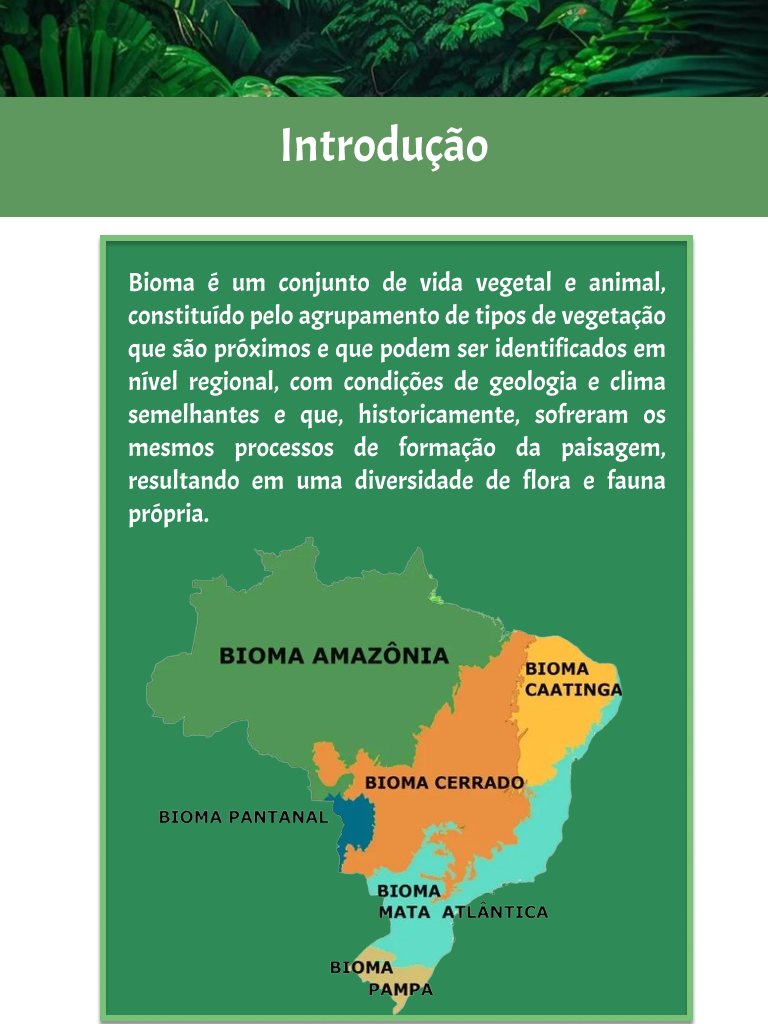 Introdução
Bioma é um conjunto de vida vegetal e animal,
constituído pelo agrupamento de tipos de vegetação
que são próximos e que podem ser identificados em
nível regional, com condições de geologia e clima
semelhantes e que, historicamente, sofreram os
mesmos processos de formação da paisagem,
resultando em uma diversidade de flora e fauna
própria.
BIOMA AMAZÔNIA
BIOMA
CAATINGA
BIOMA CERRADO
BIOMA PANTANAL
BIOMA
MATA ATLÂNTICA
BIOMA
PAMPA